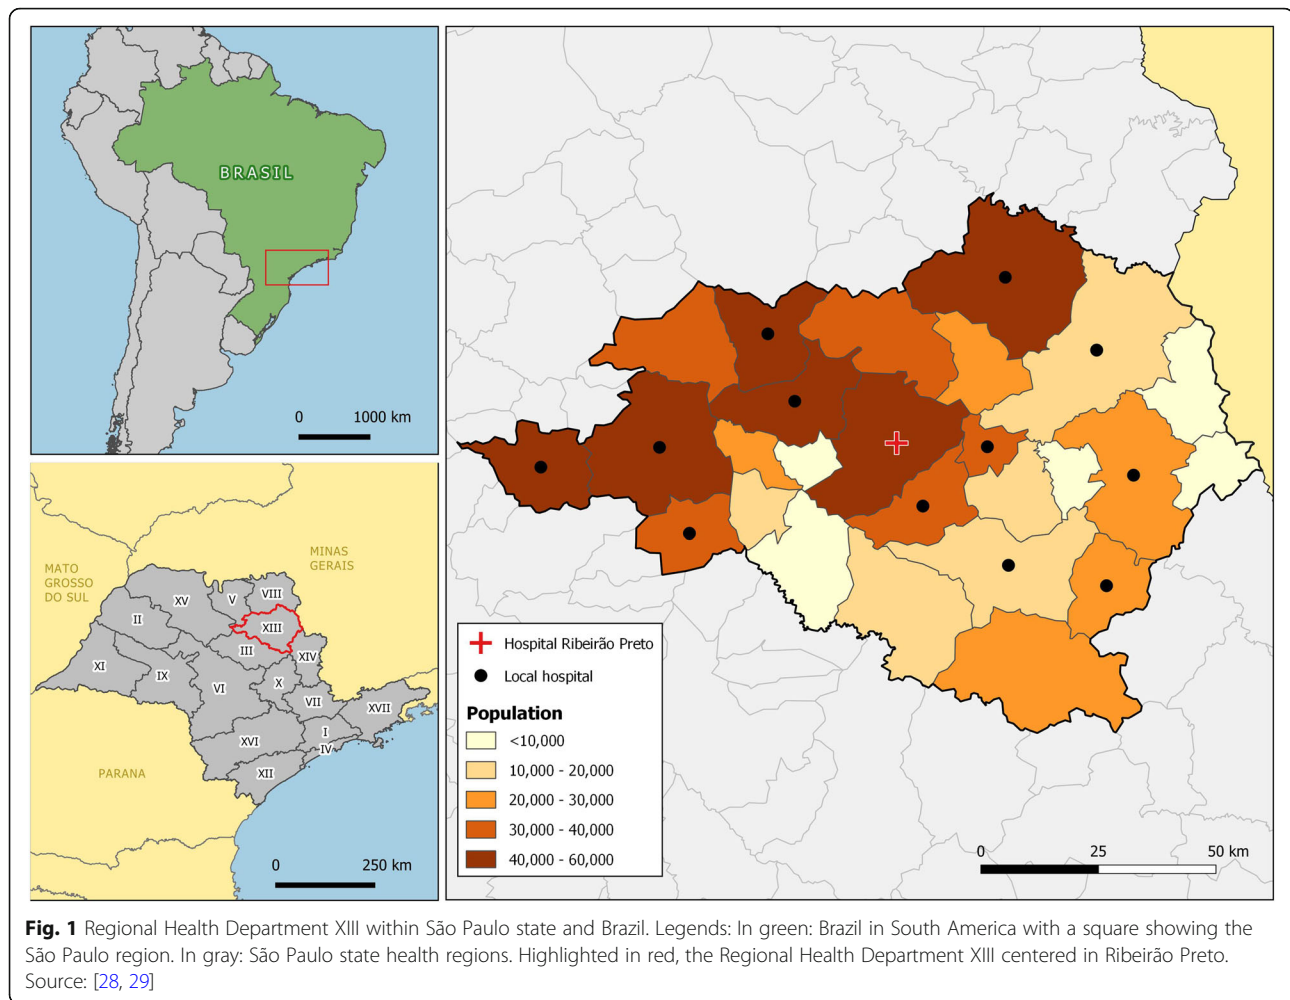 BRASIL
0 1000 km
MATO
GROSSO
DO SUL
MINAS
GERAIS
PARANA
XV
V
VIII
II
XIII
III
XIV
XI
IX
VI
X
VII
XVII
I
XVI
IV
XII
0 250 km
Hospital Ribeirão Preto
Local hospital
Population
<10,000
10,000 - 20,000
20,000 - 30,000
30,000 - 40,000
40,000 - 60,000
0 25 50 km
Fig. 1 Regional Health Department XIII within São Paulo state and Brazil. Legends: In green: Brazil in South America with a square showing the
São Paulo region. In gray: São Paulo state health regions. Highlighted in red, the Regional Health Department XIII centered in Ribeirão Preto.
Source: [28, 29]